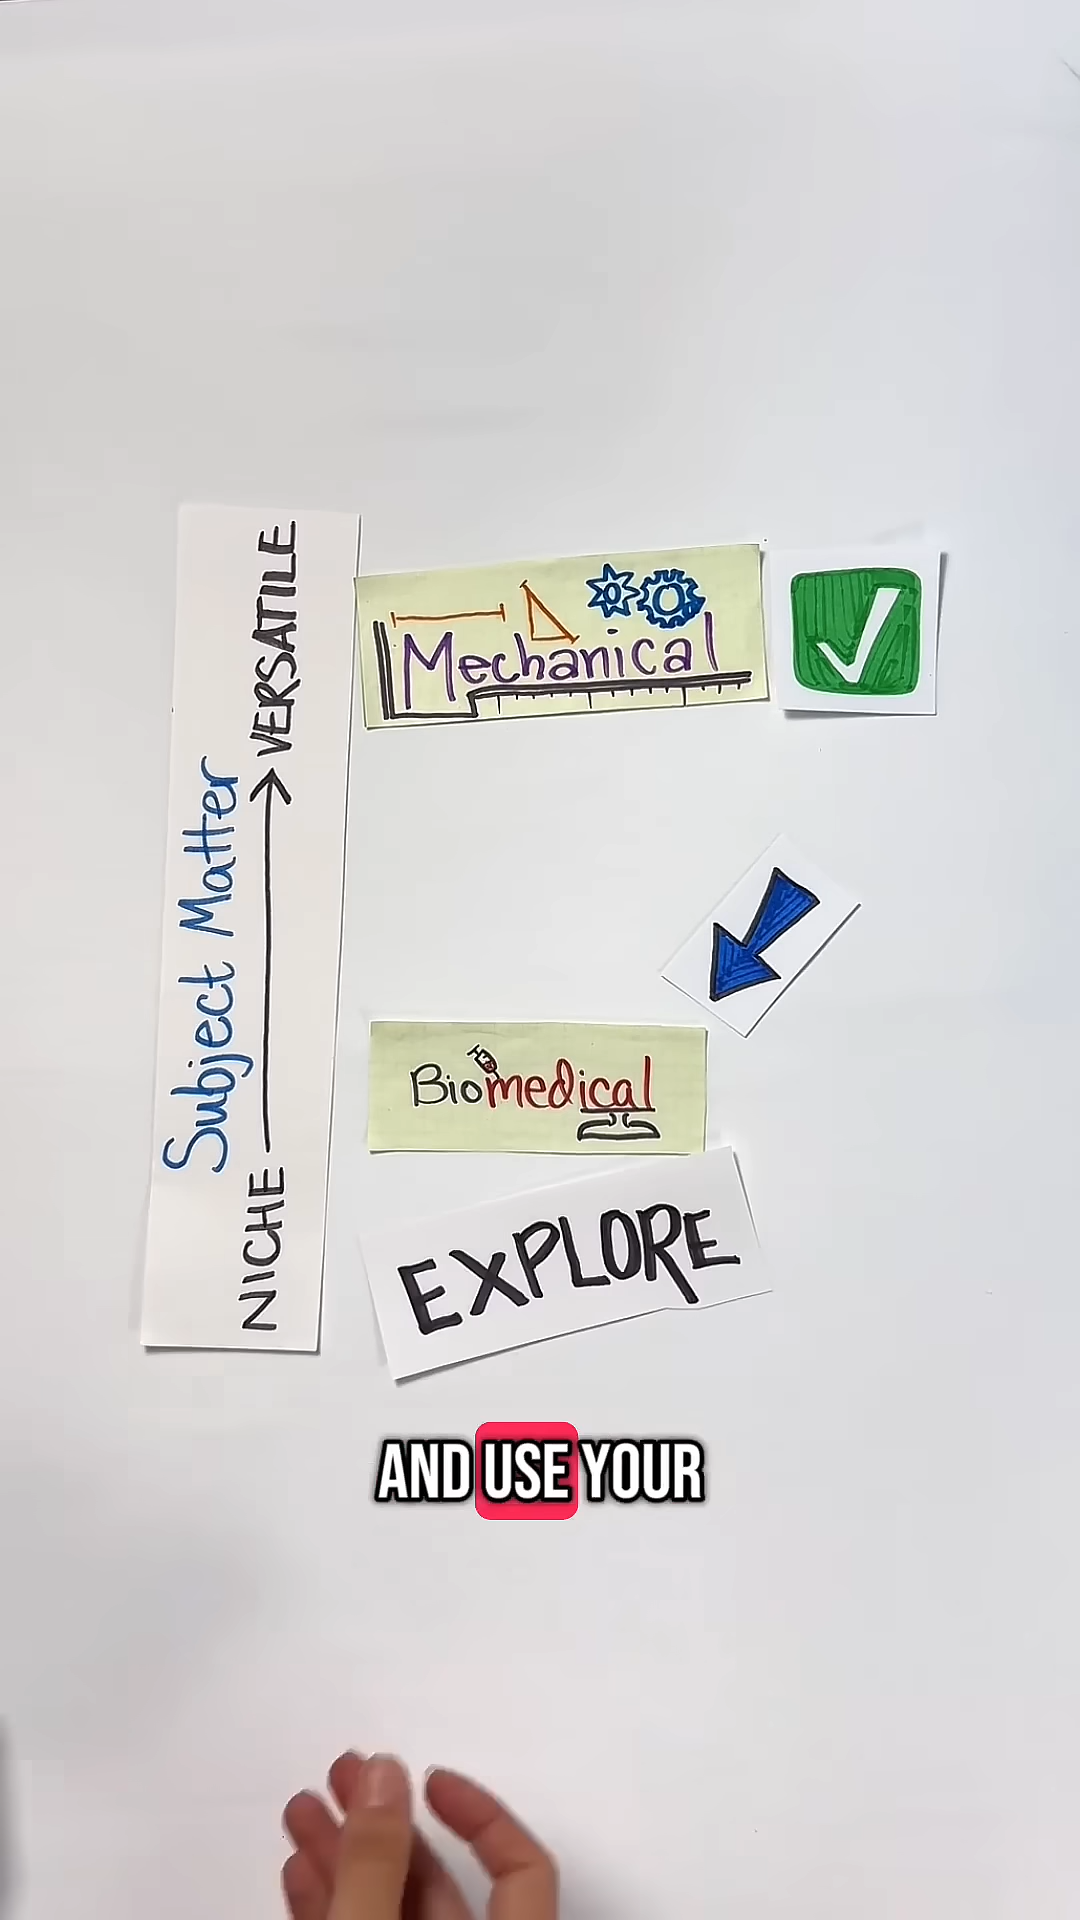 Subject Matter
NICHE → VERSATILE
Mechanical
Biomedical
EXPLORE
AND USE YOUR